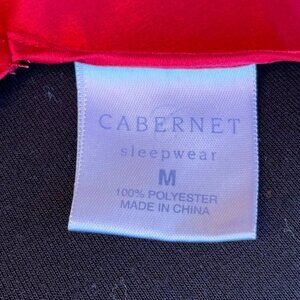 CABERNET
sleepwear
M
100% POLYESTER
MADE IN CHINA